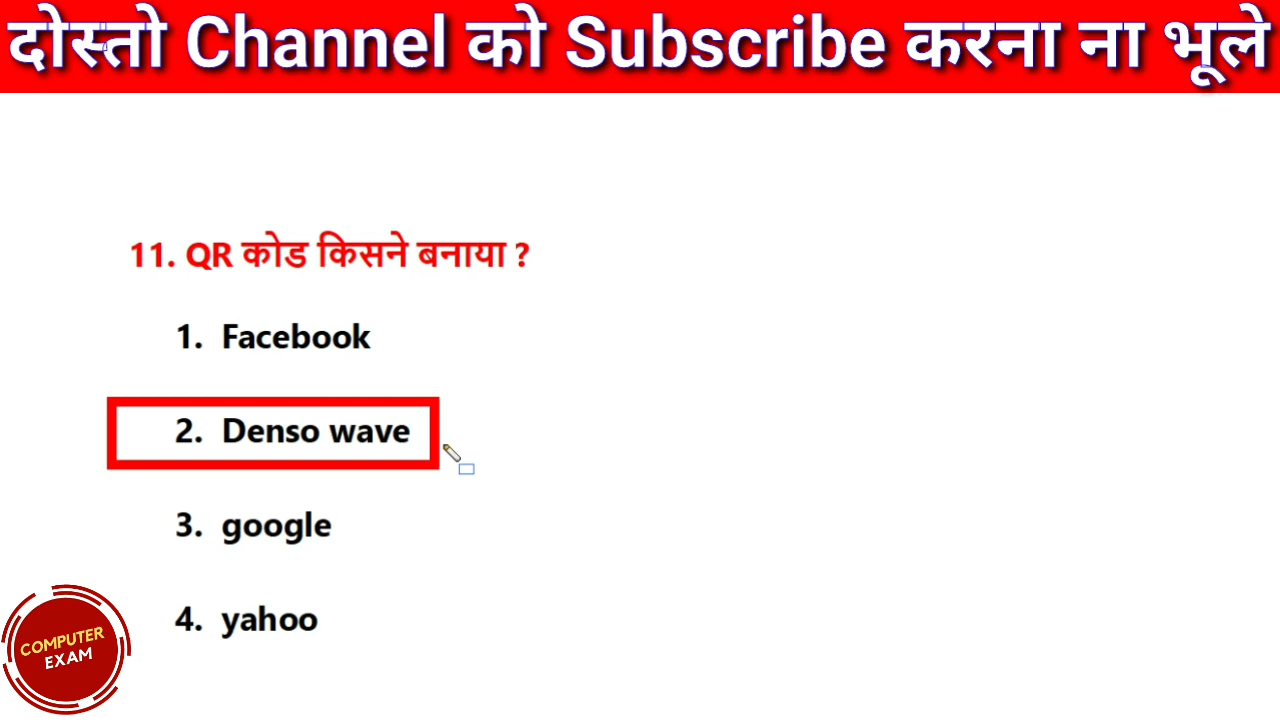 दोस्तो Channel को Subscribe करना ना भूले
11. QR कोड किसने बनाया ?
1. Facebook
2. Denso wave
3. google
4. yahoo
COMPUTER
EXAM